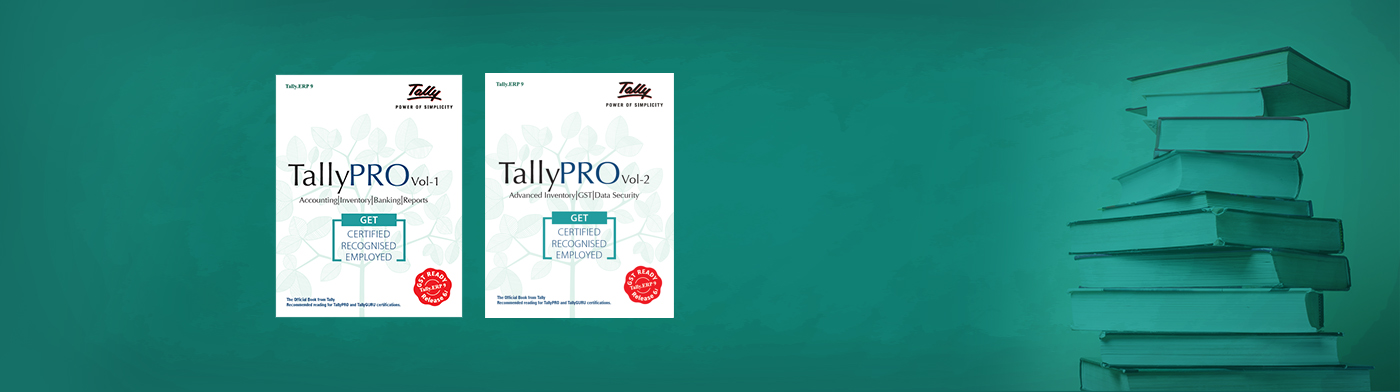 Tally.ERP 9
Tally
POWER OF SIMPLICITY
TallyPRO Vol-1
Accounting|Inventory|Banking|Reports
GET
CERTIFIED
RECOGNISED
EMPLOYED
GST READY
Tally.ERP 9
Release 6
The Official Book from Tally
Recommended reading for TallyPRO and TallyGURU certifications.
Tally.ERP 9
Tally
POWER OF SIMPLICITY
TallyPRO Vol-2
Advanced Inventory|GST|Data Security
GET
CERTIFIED
RECOGNISED
EMPLOYED
GST READY
Tally.ERP 9
Release 6
The Official Book from Tally
Recommended reading for TallyPRO and TallyGURU certifications.